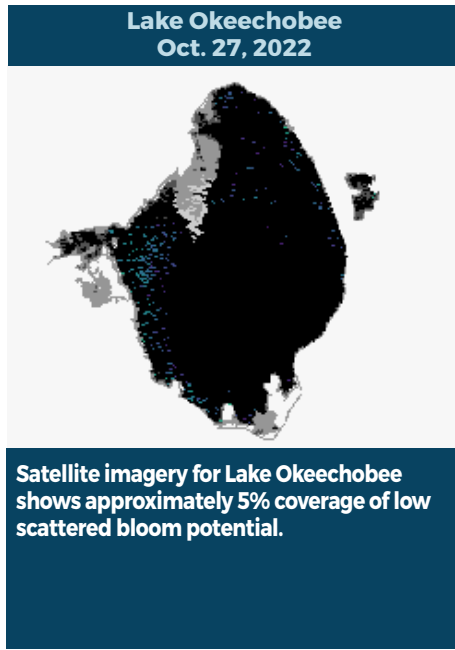 Lake Okeechobee
Oct. 27, 2022
Satellite imagery for Lake Okeechobee
shows approximately 5% coverage of low
scattered bloom potential.